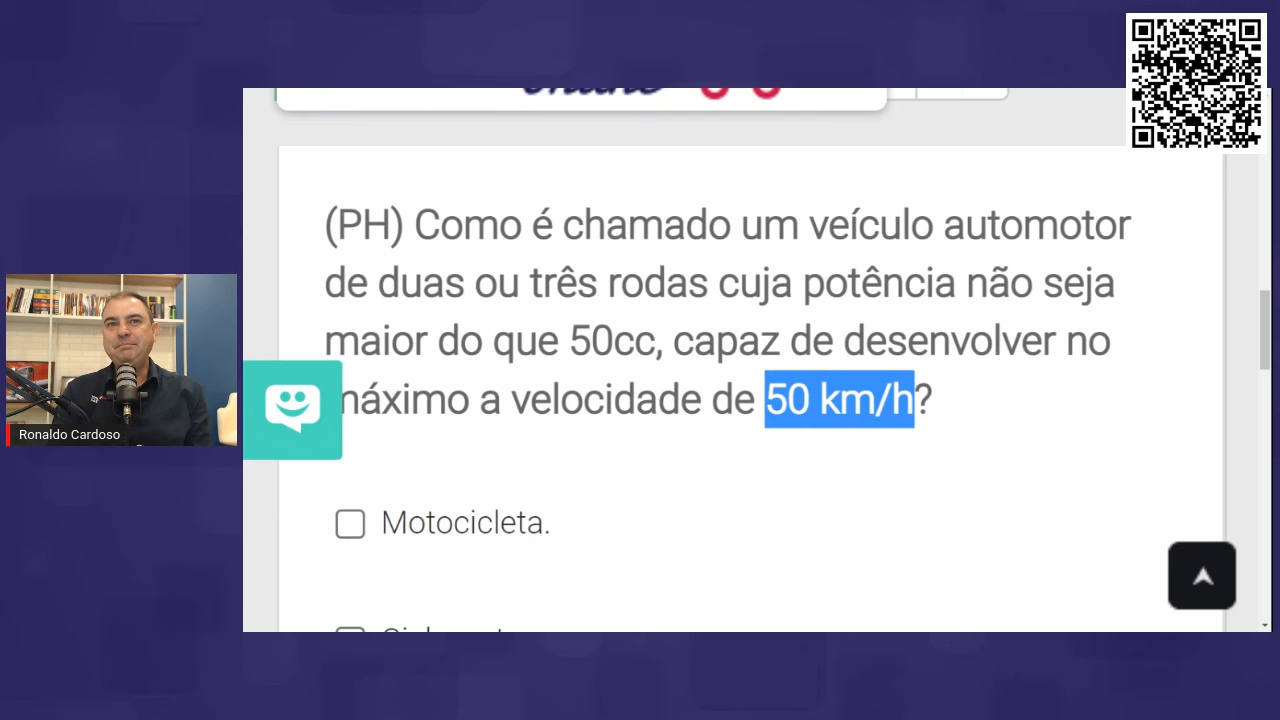 (PH) Como é chamado um veículo automotor
de duas ou três rodas cuja potência não seja
maior do que 50cc, capaz de desenvolver no
máximo a velocidade de 50 km/h?
Ronaldo Cardoso
Motocicleta.